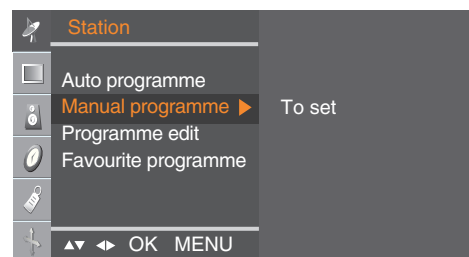 Station
Auto programme
Manual programme ▶ To set
Programme edit
Favourite programme
▲▼ ◀▶ OK MENU